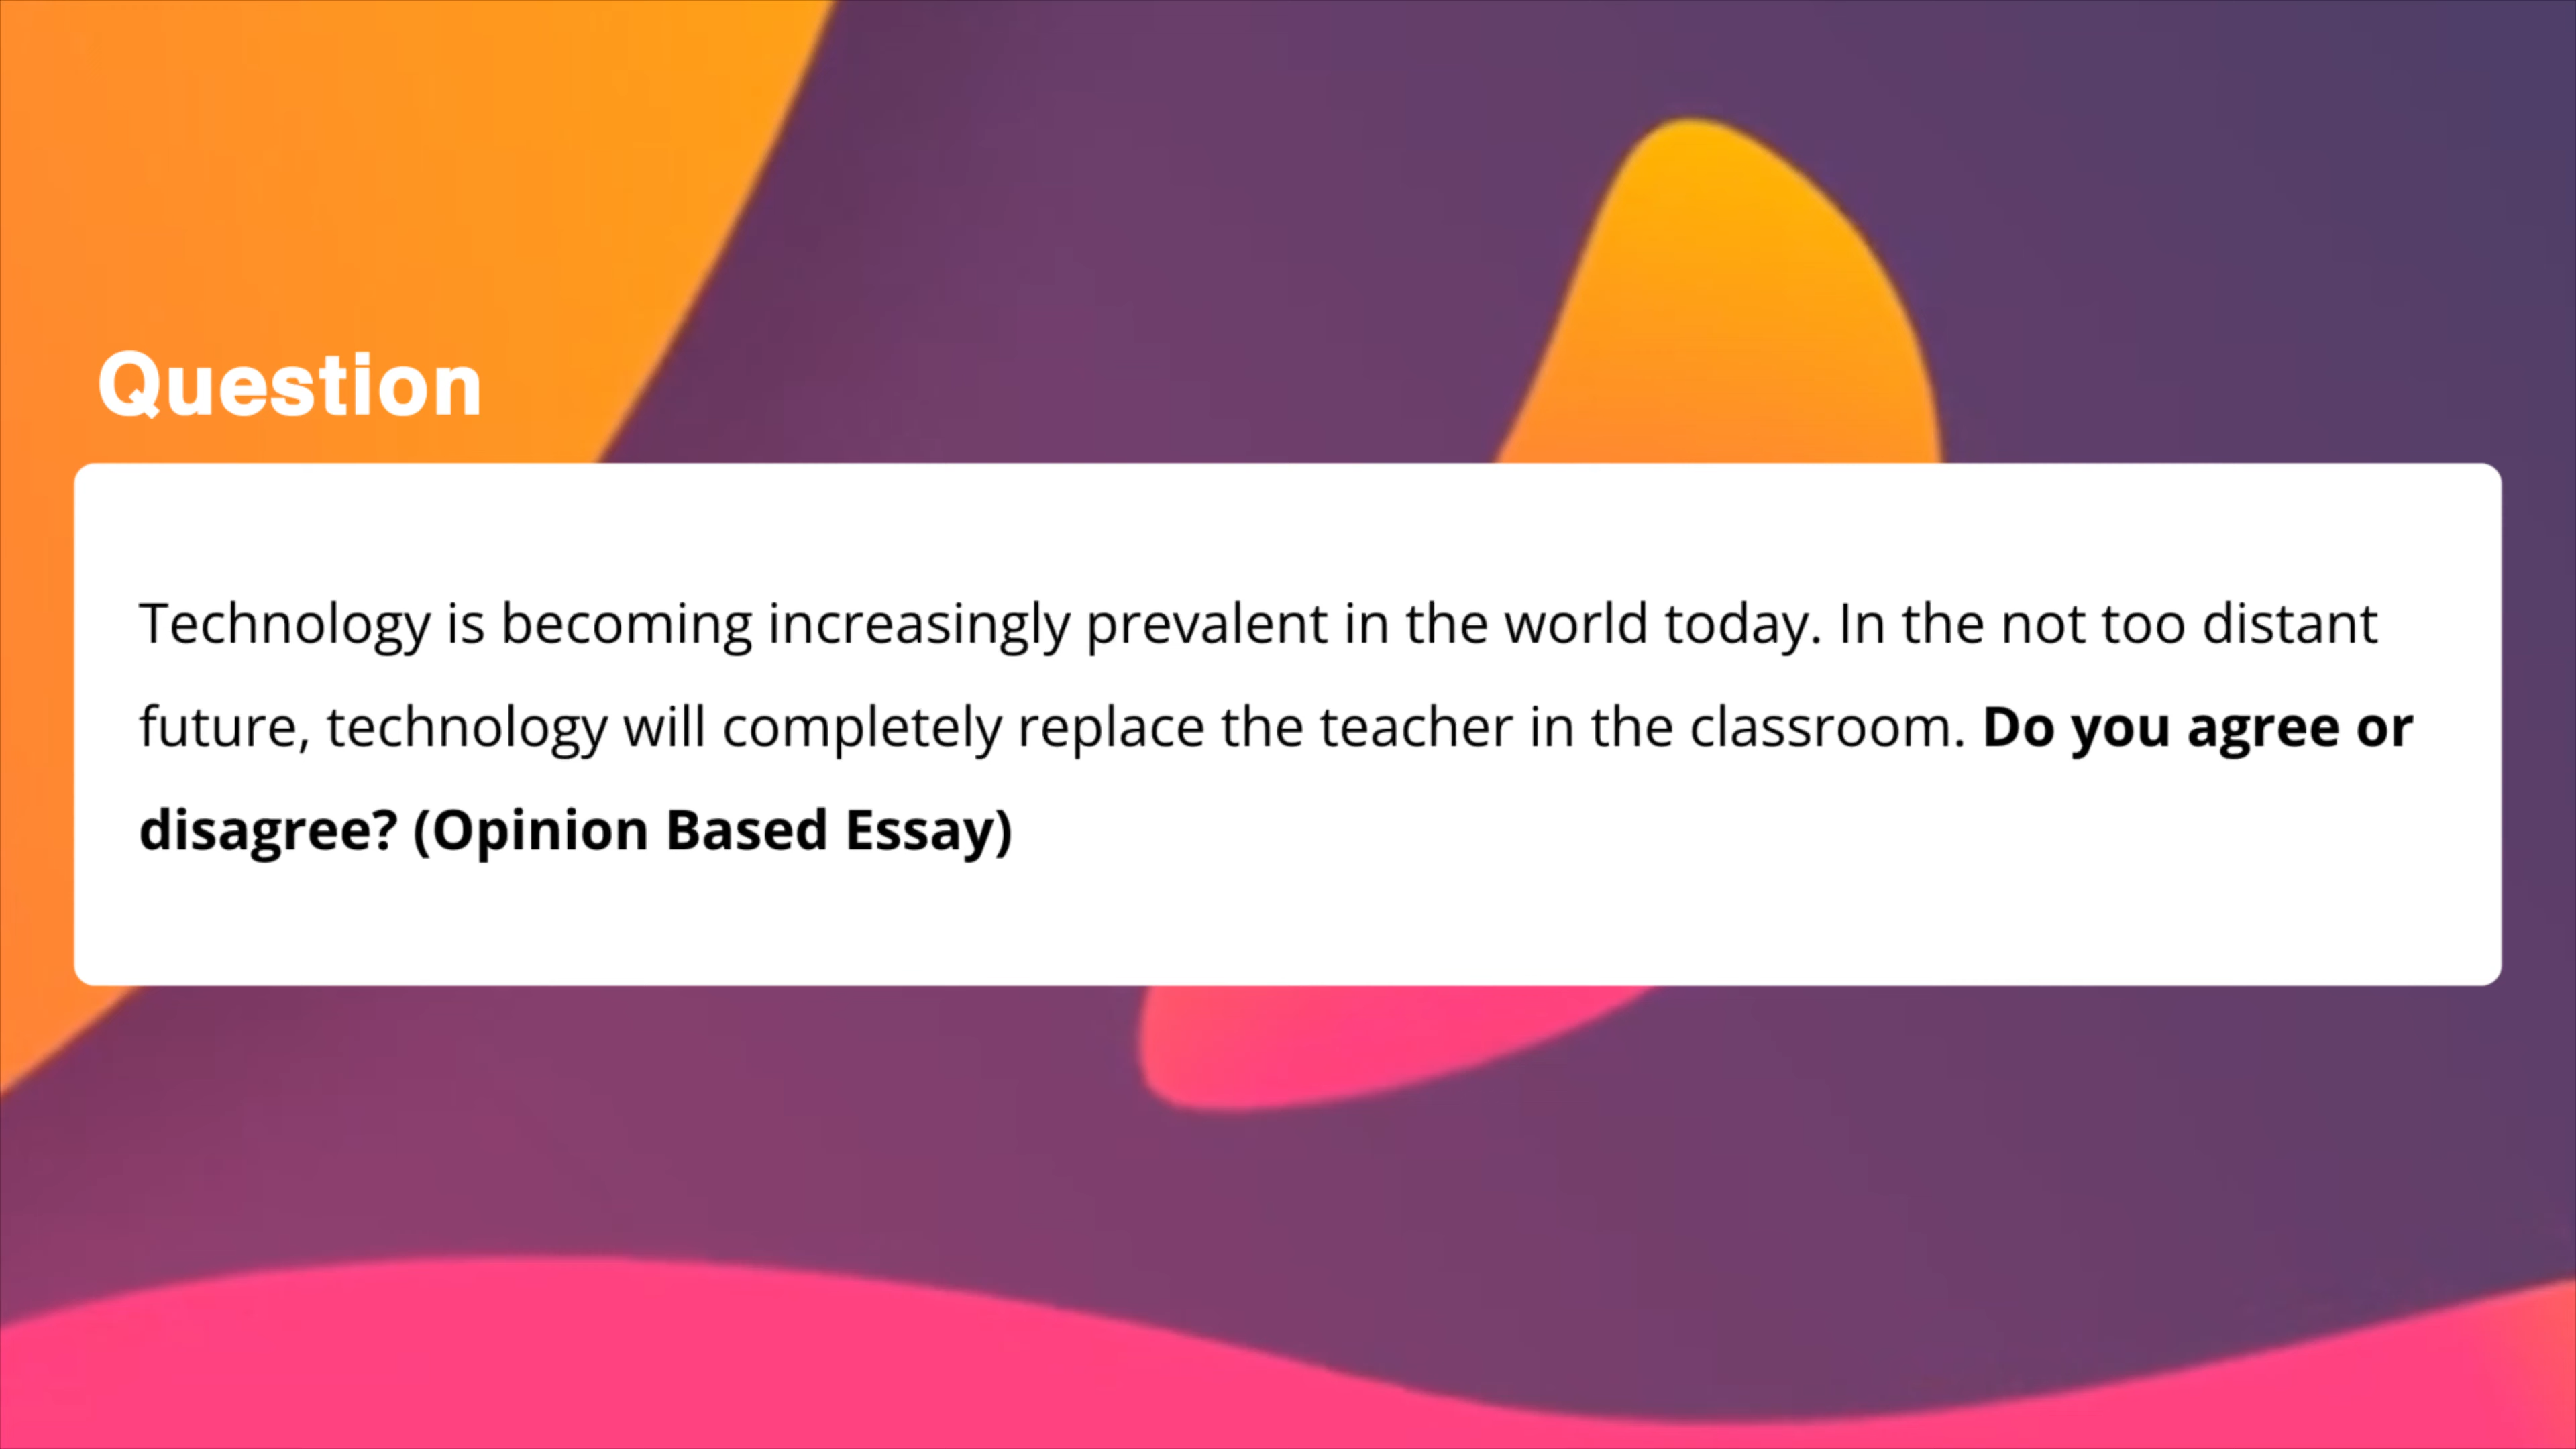 Question
Technology is becoming increasingly prevalent in the world today. In the not too distant
future, technology will completely replace the teacher in the classroom. Do you agree or
disagree? (Opinion Based Essay)